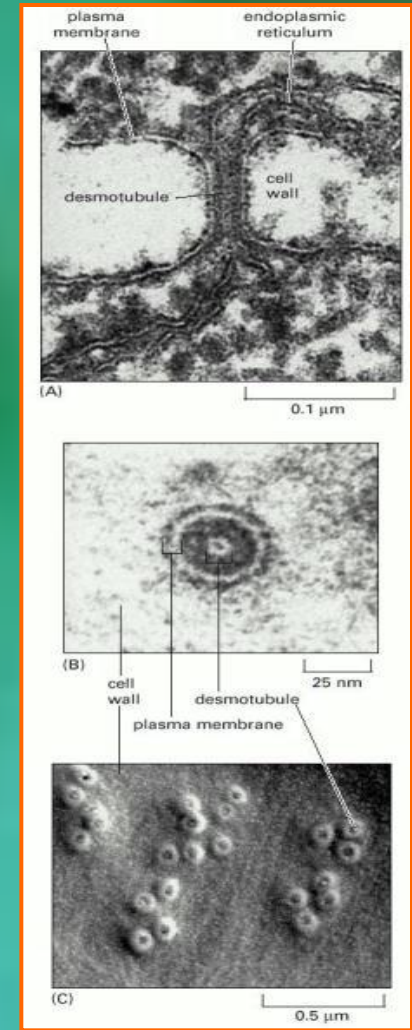 plasma
membrane
endoplasmic
reticulum
desmotubule
cell
wall
(A)
0.1 μm
(B)
25 nm
cell
wall
desmotubule
plasma membrane
(C)
0.5 μm